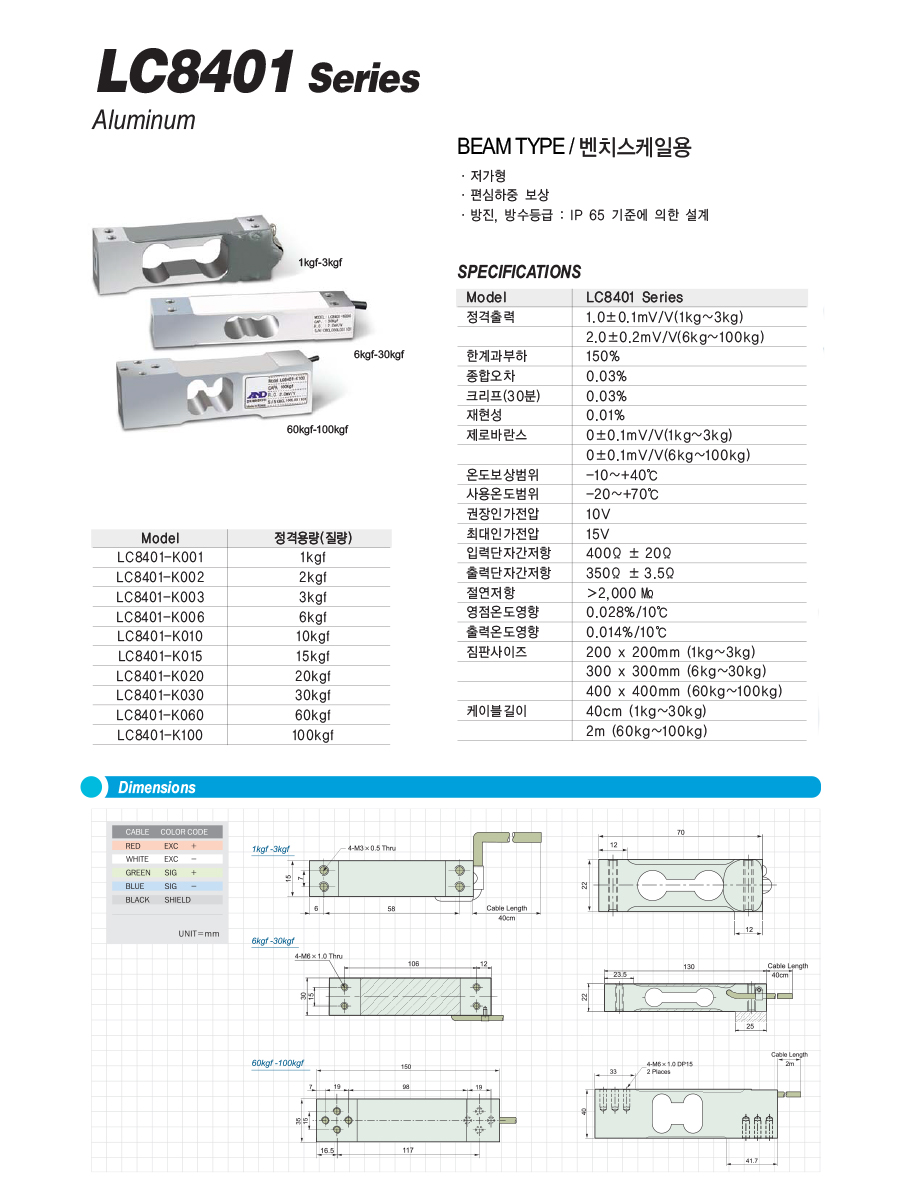 LC8401 Series
Aluminum
BEAM TYPE / 벤치스케일용
· 저가형
· 편심하중 보상
· 방진, 방수등급 : IP 65 기준에 의한 설계
1kgf-3kgf
6kgf-30kgf
60kgf-100kgf
SPECIFICATIONS
Model LC8401 Series
정격출력 1.0±0.1mV/V(1kg~3kg)
2.0±0.2mV/V(6kg~100kg)
한계과부하 150%
종합오차 0.03%
크리프(30분) 0.03%
재현성 0.01%
제로바란스 0±0.1mV/V(1kg~3kg)
0±0.1mV/V(6kg~100kg)
온도보상범위 -10~+40℃
사용온도범위 -20~+70℃
권장인가전압 10V
최대인가전압 15V
입력단자간저항 400Ω ± 20Ω
출력단자간저항 350Ω ± 3.5Ω
절연저항 >2,000 MΩ
영점온도영향 0.028%/10℃
출력온도영향 0.014%/10℃
짐판사이즈 200 x 200mm (1kg~3kg)
300 x 300mm (6kg~30kg)
400 x 400mm (60kg~100kg)
케이블길이 40cm (1kg~30kg)
2m (60kg~100kg)
Model 정격용량(질량)
LC8401-K001 1kgf
LC8401-K002 2kgf
LC8401-K003 3kgf
LC8401-K006 6kgf
LC8401-K010 10kgf
LC8401-K015 15kgf
LC8401-K020 20kgf
LC8401-K030 30kgf
LC8401-K060 60kgf
LC8401-K100 100kgf
Dimensions
CABLE COLOR CODE
RED EXC +
WHITE EXC -
GREEN SIG +
BLUE SIG -
BLACK SHIELD
UNIT=mm
1kgf -3kgf
4-M3×0.5 Thru
15
7
6
58
Cable Length
40cm
70
12
22
12
6kgf -30kgf
4-M6×1.0 Thru
106
12
30
15
130
Cable Length
40cm
23.5
22
25
60kgf -100kgf
150
7
19
98
19
35
15
16.5
117
Cable Length
2m
4-M6×1.0 DP15
2 Places
33
40
41.7